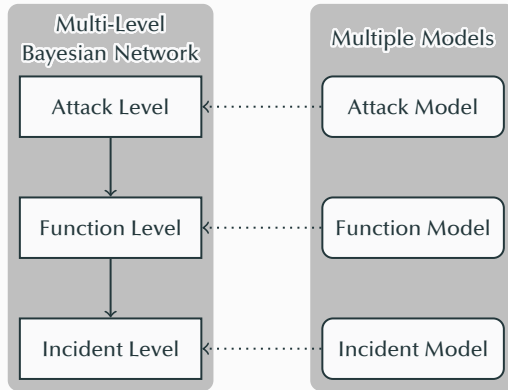 Multi-Level
Bayesian Network
Multiple Models
Attack Level
Attack Model
Function Level
Function Model
Incident Level
Incident Model